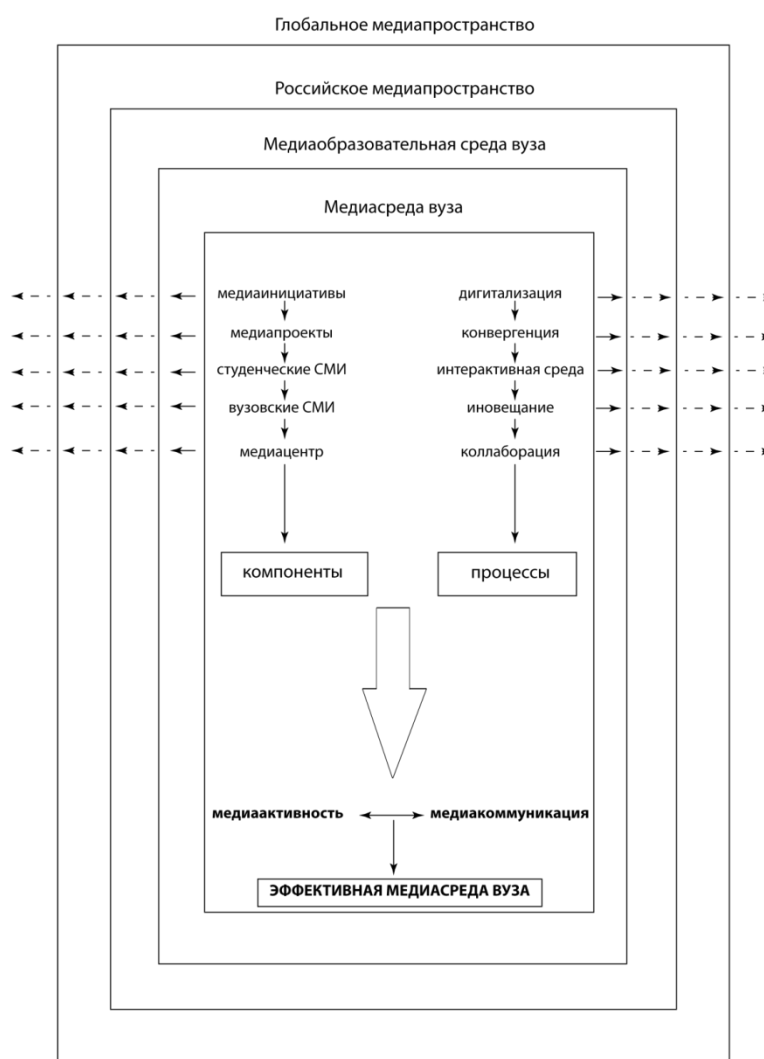 Глобальное медиапространство
Российское медиапространство
Медиаобразовательная среда вуза
Медиасреда вуза
медиаинициативы
дигитализация
медиапроекты
конвергенция
студенческие СМИ
интерактивная среда
вузовские СМИ
иновещание
медиацентр
коллаборация
компоненты
процессы
медиаактивность
медиакоммуникация
ЭФФЕКТИВНАЯ МЕДИАСРЕДА ВУЗА